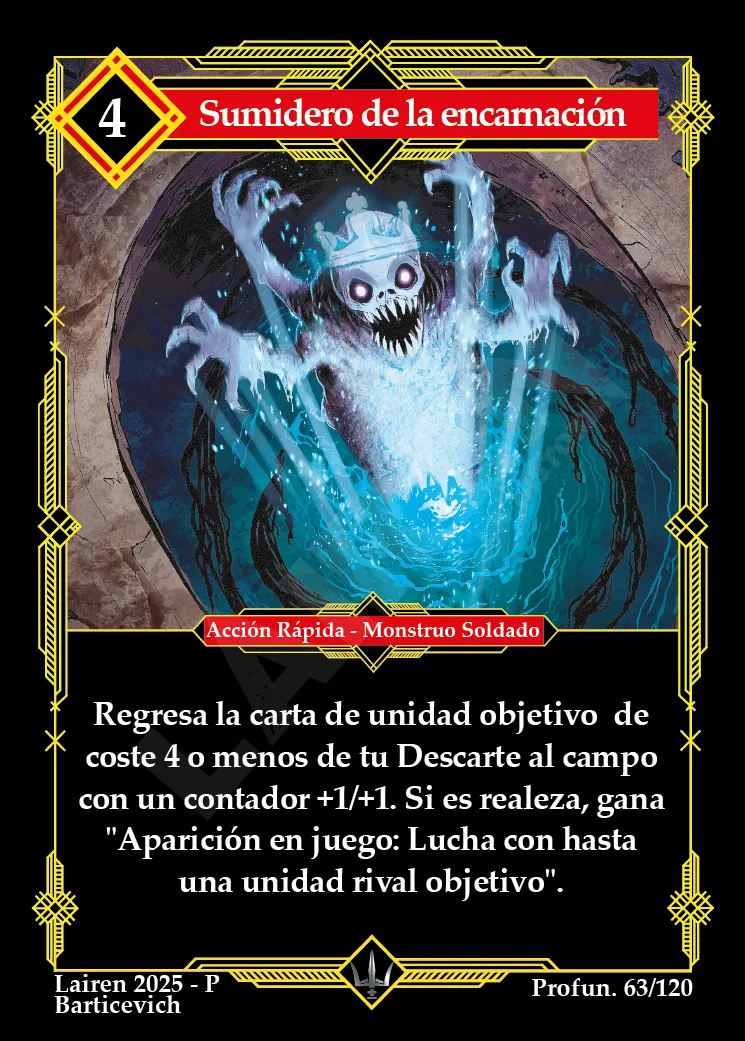 4
Sumidero de la encarnación
Acción Rápida - Monstruo Soldado
Regresa la carta de unidad objetivo de
coste 4 o menos de tu Descarte al campo
con un contador +1/+1. Si es realeza, gana
"Aparición en juego: Lucha con hasta
una unidad rival objetivo".
Lairen 2025 - P
Barticevich
Profun. 63/120